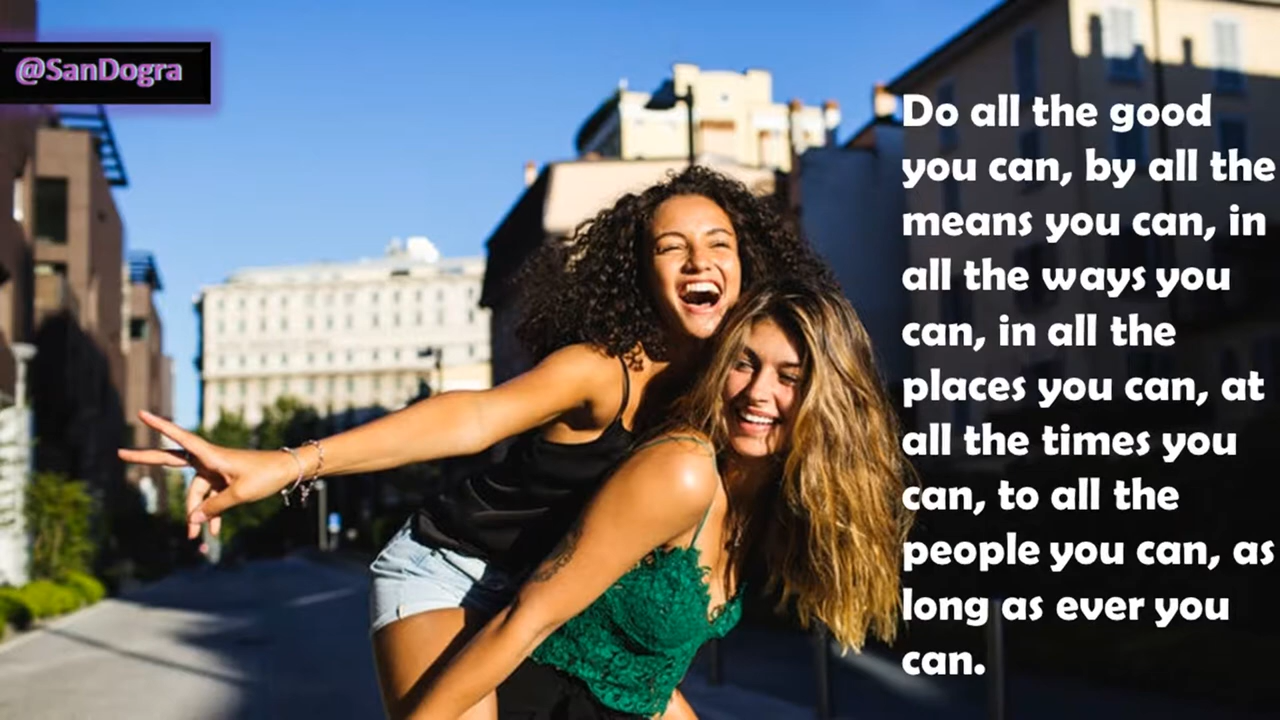 @SanDogra
Do all the good
you can, by all the
means you can, in
all the ways you
can, in all the
places you can, at
all the times you
can, to all the
people you can, as
long as ever you
can.